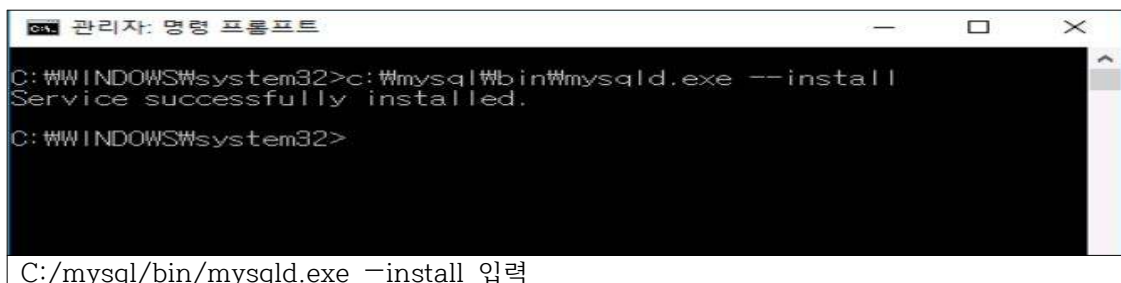 관리자: 명령 프롬프트
C:₩WINDOWS₩system32>c:₩mysql₩bin₩mysqld.exe --install
Service successfully installed.
C:₩WINDOWS₩system32>
C:/mysql/bin/mysqld.exe –install 입력